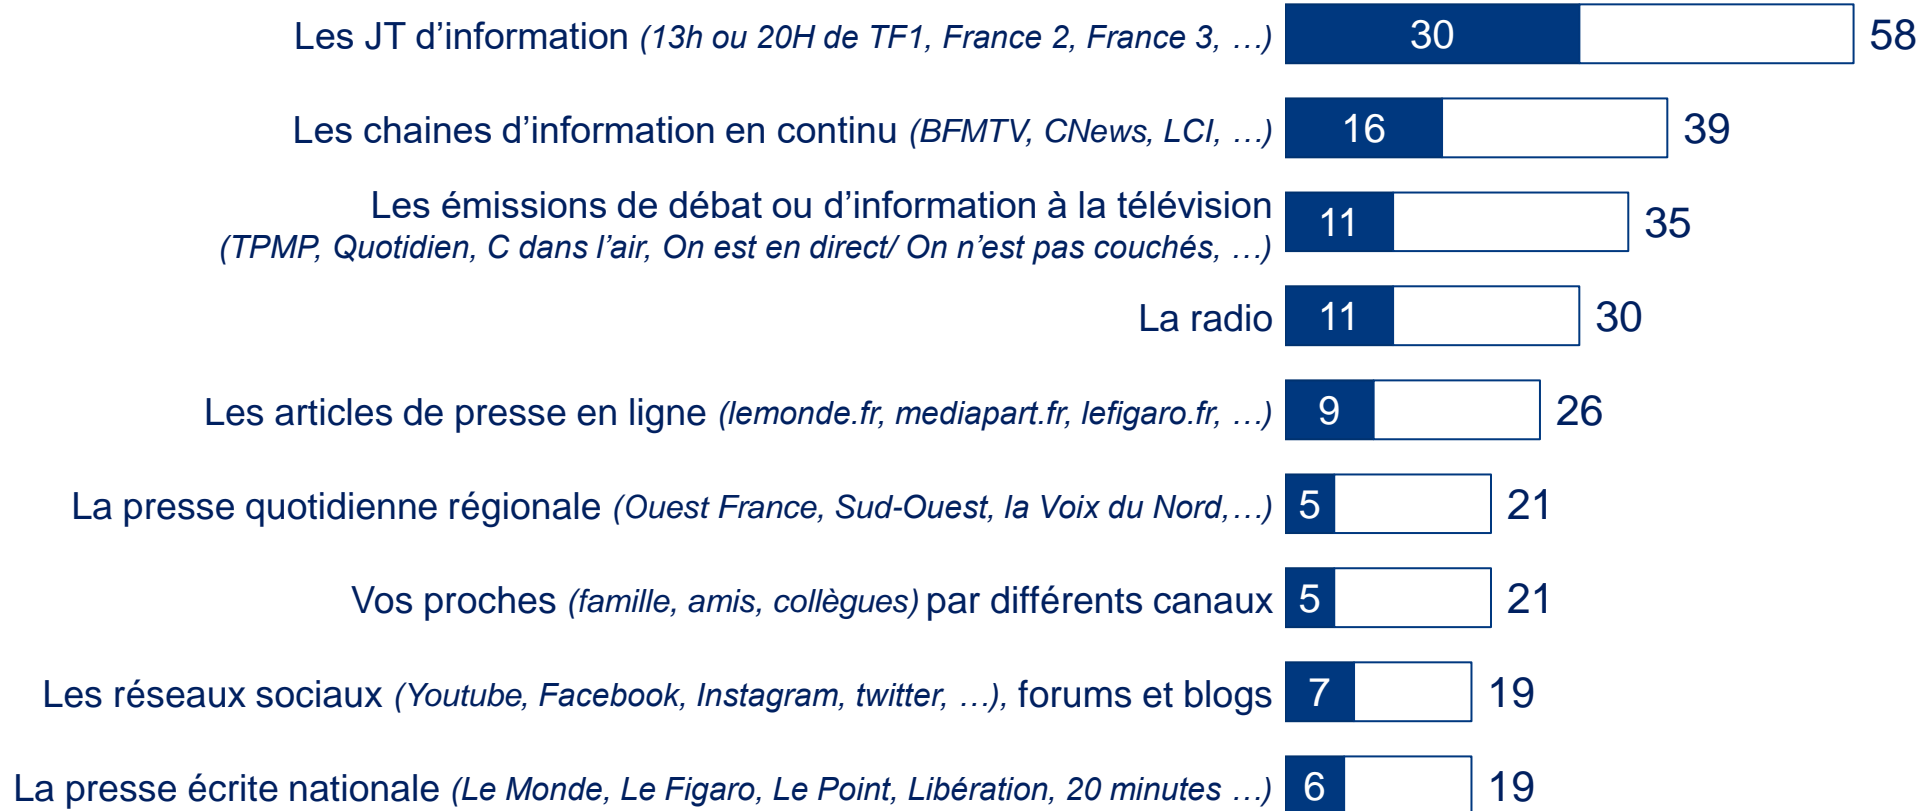 Les JT d’information (13h ou 20H de TF1, France 2, France 3, …) 30 58
Les chaines d’information en continu (BFMTV, CNews, LCI, …) 16 39
Les émissions de débat ou d’information à la télévision
(TPMP, Quotidien, C dans l’air, On est en direct/ On n’est pas couchés, …) 11 35
La radio 11 30
Les articles de presse en ligne (lemonde.fr, mediapart.fr, lefigaro.fr, …) 9 26
La presse quotidienne régionale (Ouest France, Sud-Ouest, la Voix du Nord,…) 5 21
Vos proches (famille, amis, collègues) par différents canaux 5 21
Les réseaux sociaux (Youtube, Facebook, Instagram, twitter, …), forums et blogs 7 19
La presse écrite nationale (Le Monde, Le Figaro, Le Point, Libération, 20 minutes …) 6 19